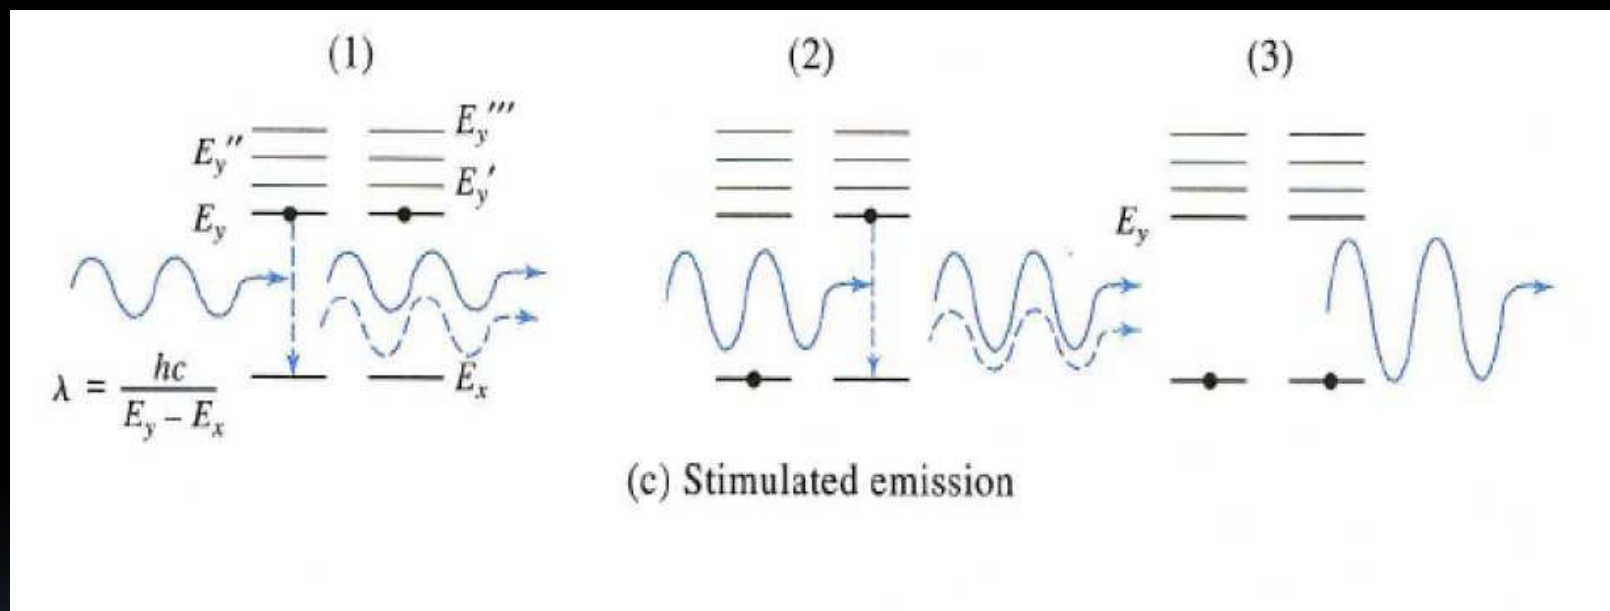 (1) (2) (3)
E_y'''
E_y''
E_y'
E_y E_y
λ = hc / (E_y – E_x)
E_x
(c) Stimulated emission